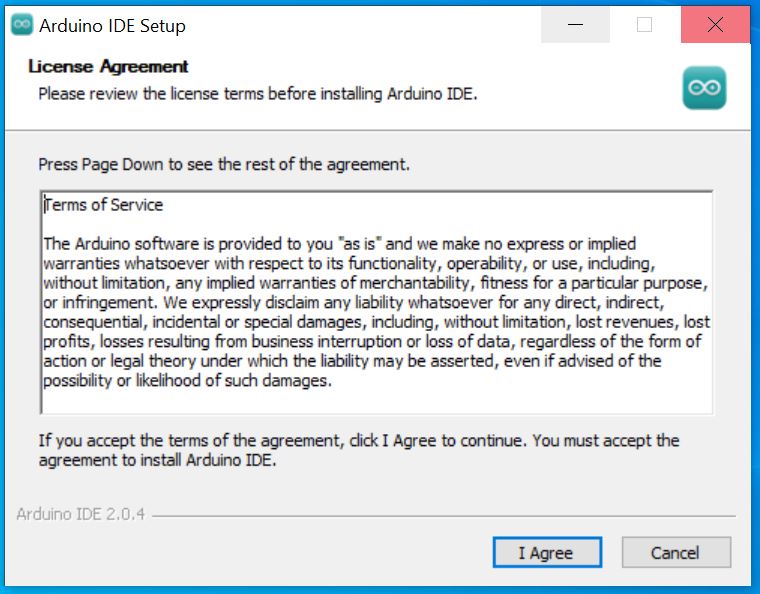 Arduino IDE Setup
License Agreement
Please review the license terms before installing Arduino IDE.
Press Page Down to see the rest of the agreement.
Terms of Service
The Arduino software is provided to you "as is" and we make no express or implied
warranties whatsoever with respect to its functionality, operability, or use, including,
without limitation, any implied warranties of merchantability, fitness for a particular purpose,
or infringement. We expressly disclaim any liability whatsoever for any direct, indirect,
consequential, incidental or special damages, including, without limitation, lost revenues, lost
profits, losses resulting from business interruption or loss of data, regardless of the form of
action or legal theory under which the liability may be asserted, even if advised of the
possibility or likelihood of such damages.
If you accept the terms of the agreement, click I Agree to continue. You must accept the
agreement to install Arduino IDE.
Arduino IDE 2.0.4
I Agree
Cancel